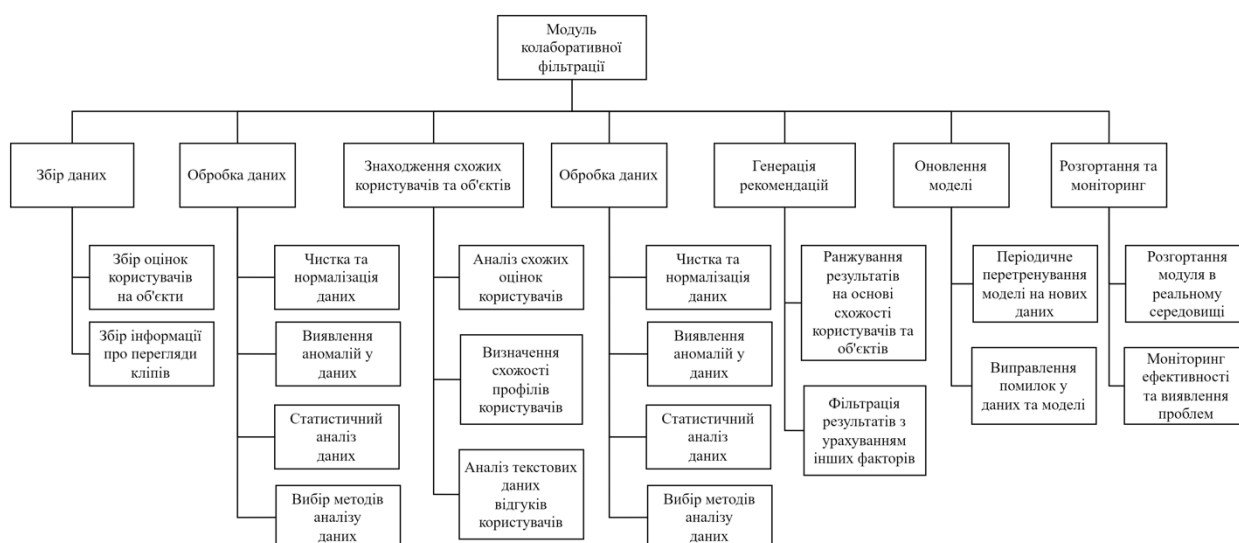 Модуль
колаборативної
фільтрації
Збір даних
Обробка даних
Знаходження схожих
користувачів та об'єктів
Обробка даних
Генерація
рекомендацій
Оновлення
моделі
Розгортання та
моніторинг
Збір оцінок
користувачів
на об'єкти
Збір інформації
про перегляди
кліпів
Чистка та
нормалізація
даних
Виявлення
аномалій у
даних
Статистичний
аналіз
даних
Вибір методів
аналізу
даних
Аналіз схожих
оцінок
користувачів
Визначення
схожості
профілів
користувачів
Аналіз текстових
даних
відгуків
користувачів
Чистка та
нормалізація
даних
Виявлення
аномалій у
даних
Статистичний
аналіз
даних
Вибір методів
аналізу
даних
Ранжування
результатів
на основі
схожості
користувачів та
об'єктів
Фільтрація
результатів з
урахуванням
інших факторів
Періодичне
перетренування
моделі на нових
даних
Виправлення
помилок у
даних та моделі
Розгортання
модуля в
реальному
середовищі
Моніторинг
ефективності
та виявлення
проблем